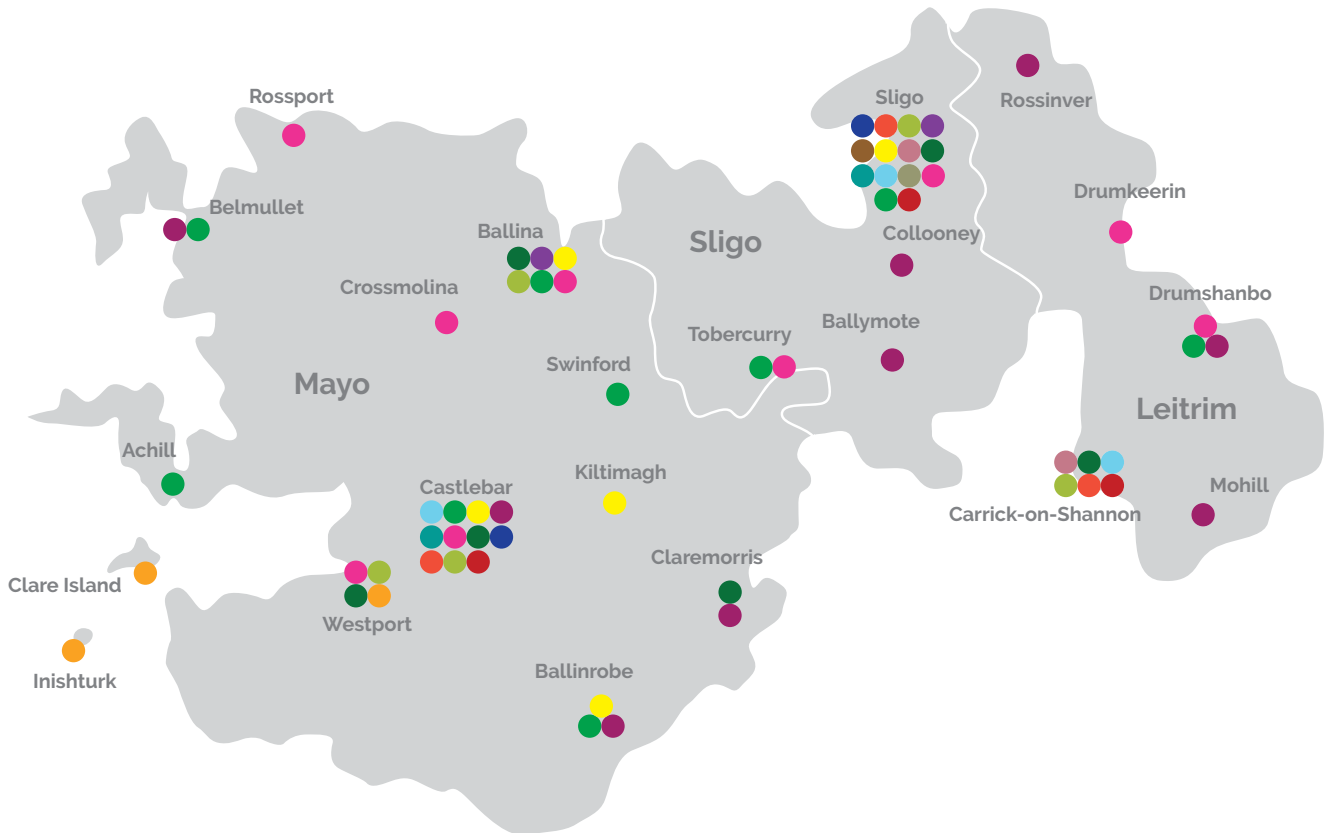 Rossport
Sligo
Rossinver
Belmullet
Drumkeerin
Ballina
Sligo
Collooney
Crossmolina
Drumshanbo
Ballymote
Tobercurry
Swinford
Mayo
Leitrim
Achill
Kiltimagh
Castlebar
Mohill
Carrick-on-Shannon
Claremorris
Clare Island
Westport
Ballinrobe
Inishturk